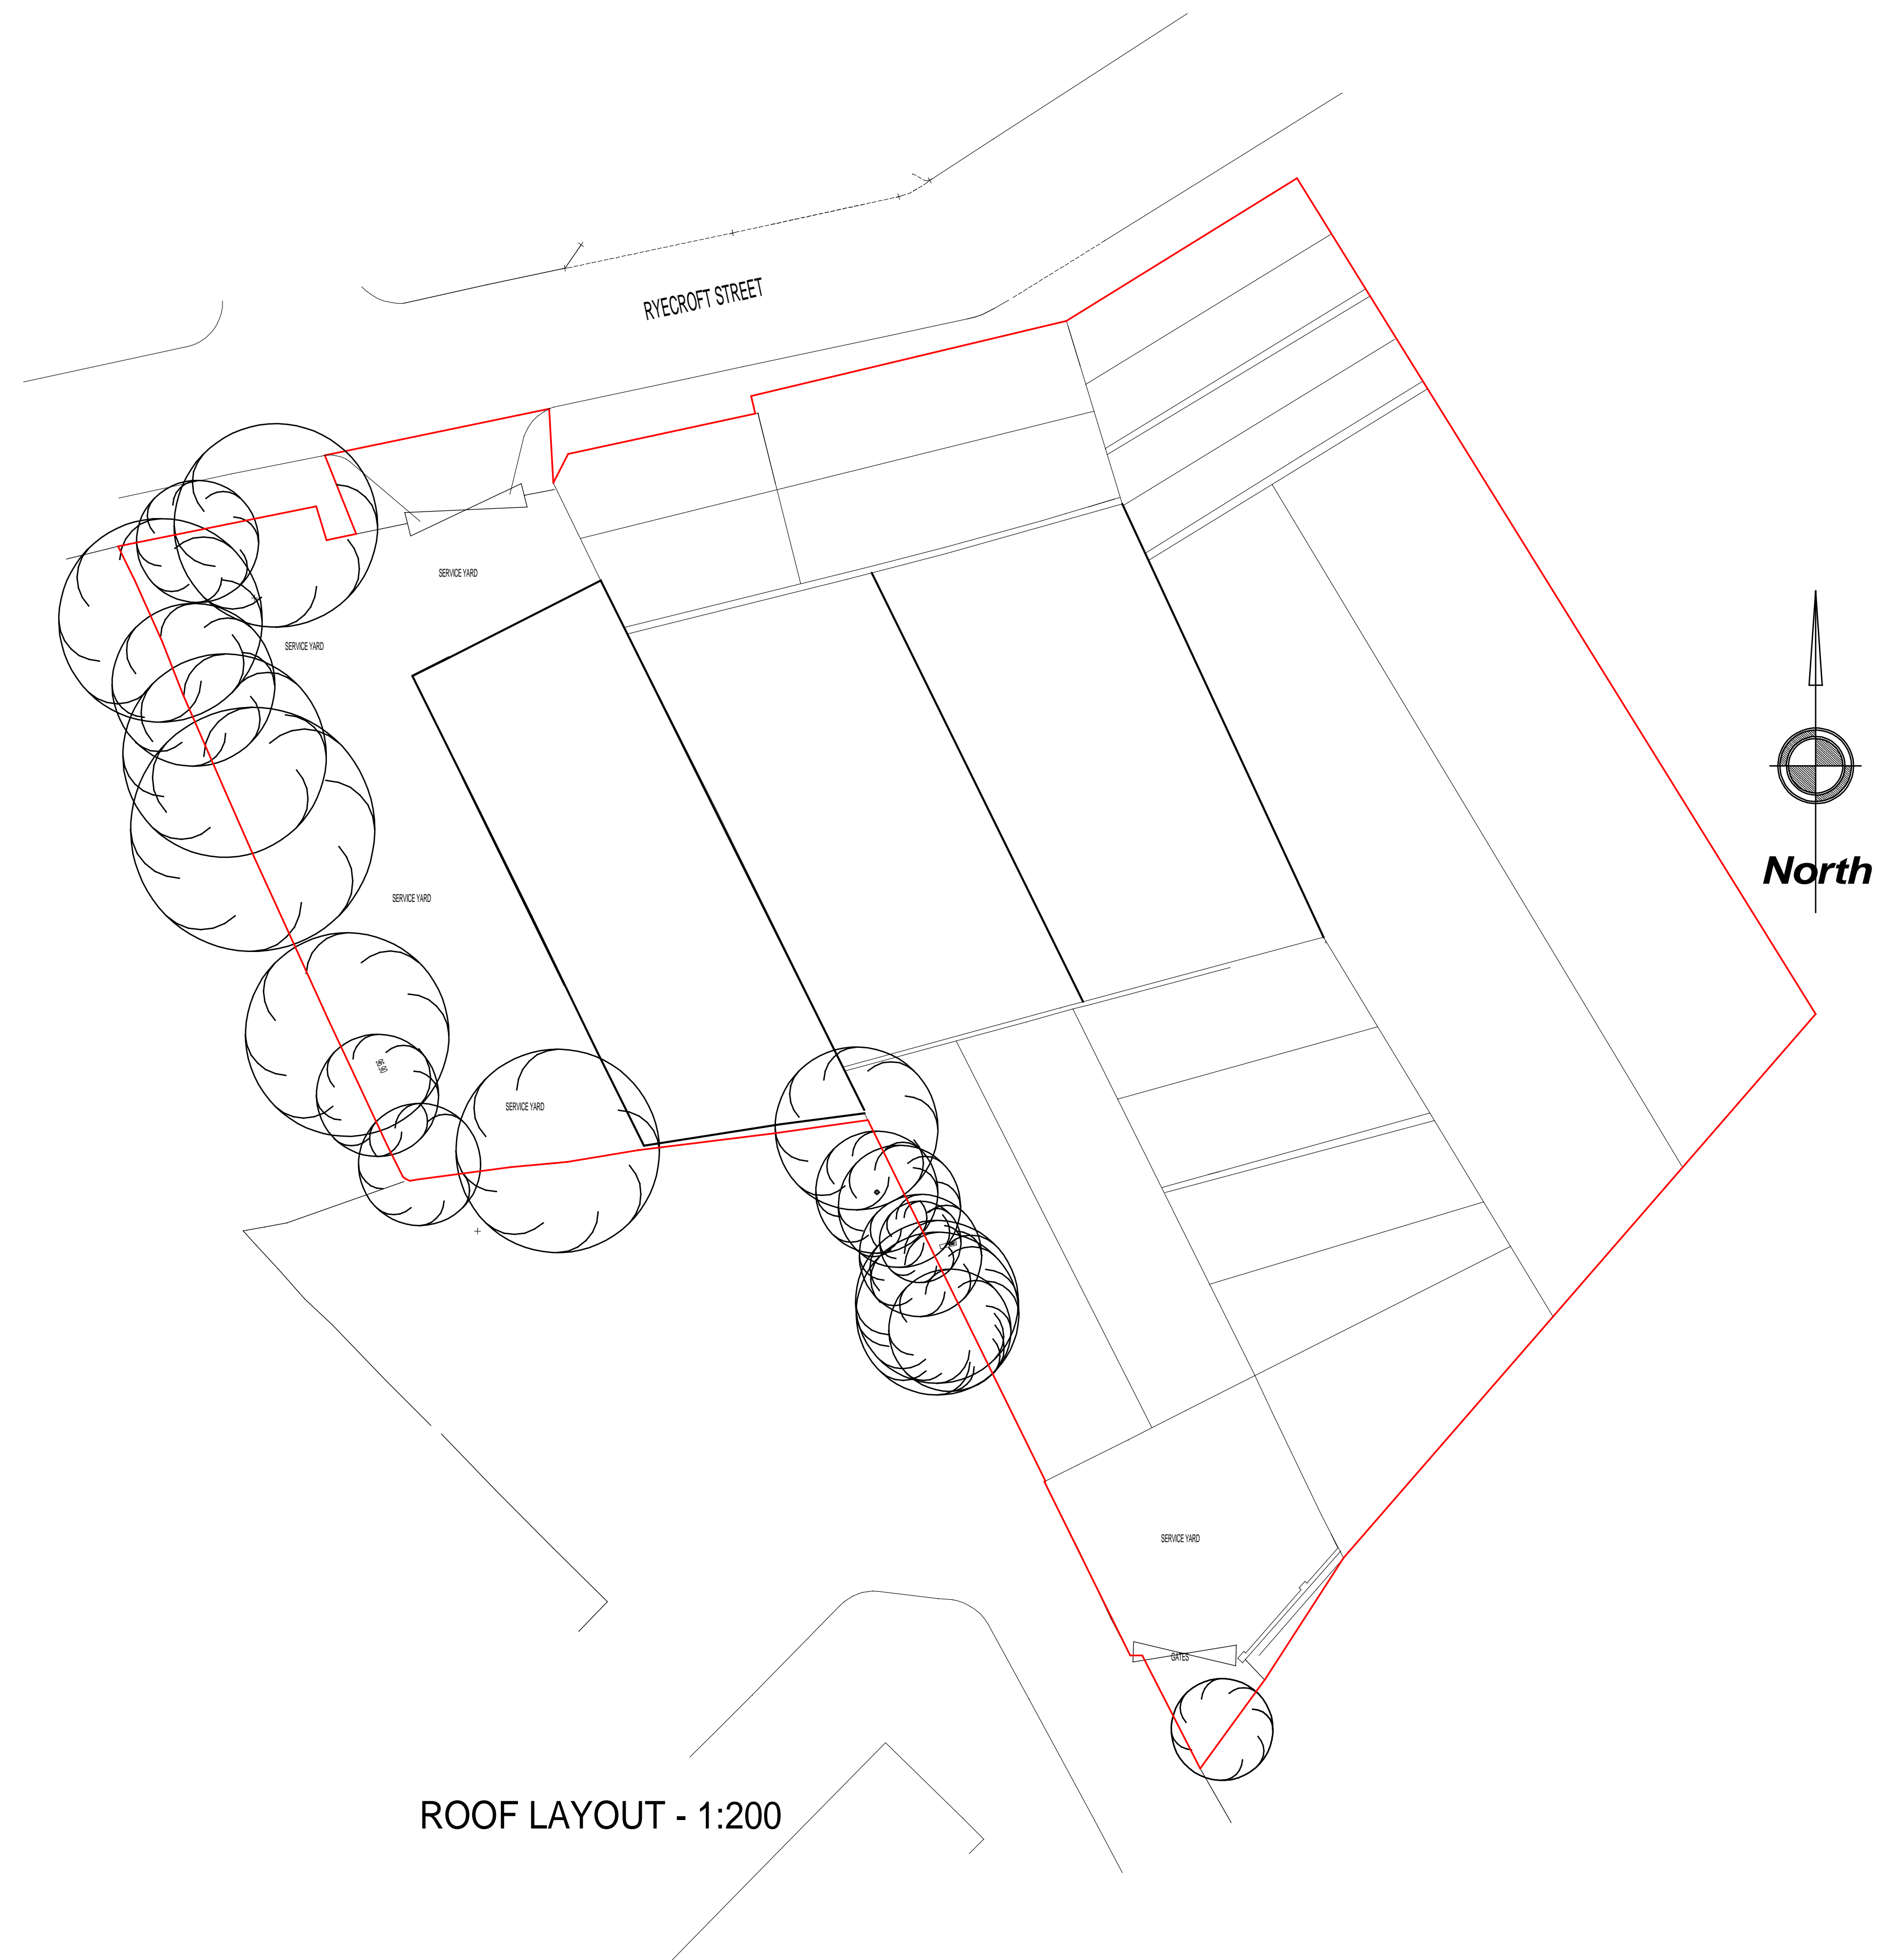 RYECROFT STREET
SERVICE YARD
SERVICE YARD
North
SERVICE YARD
SERVICE YARD
SERVICE YARD
GATES
ROOF LAYOUT - 1:200